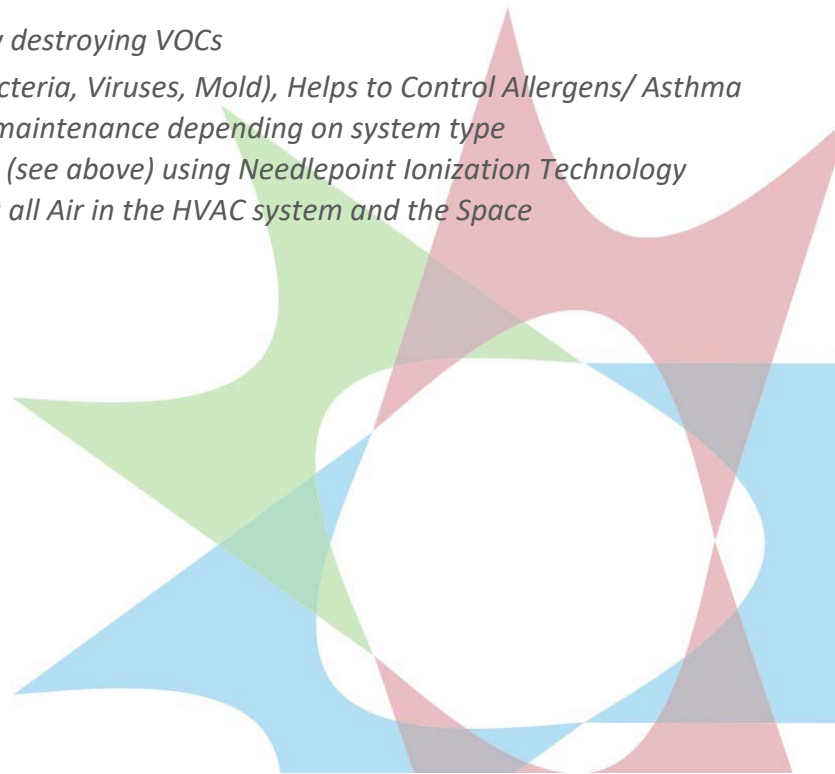 destroying VOCs
Viruses, Mold), Helps to Control Allergens/ Asthma
maintenance depending on system type
(see above) using Needlepoint Ionization Technology
all Air in the HVAC system and the Space